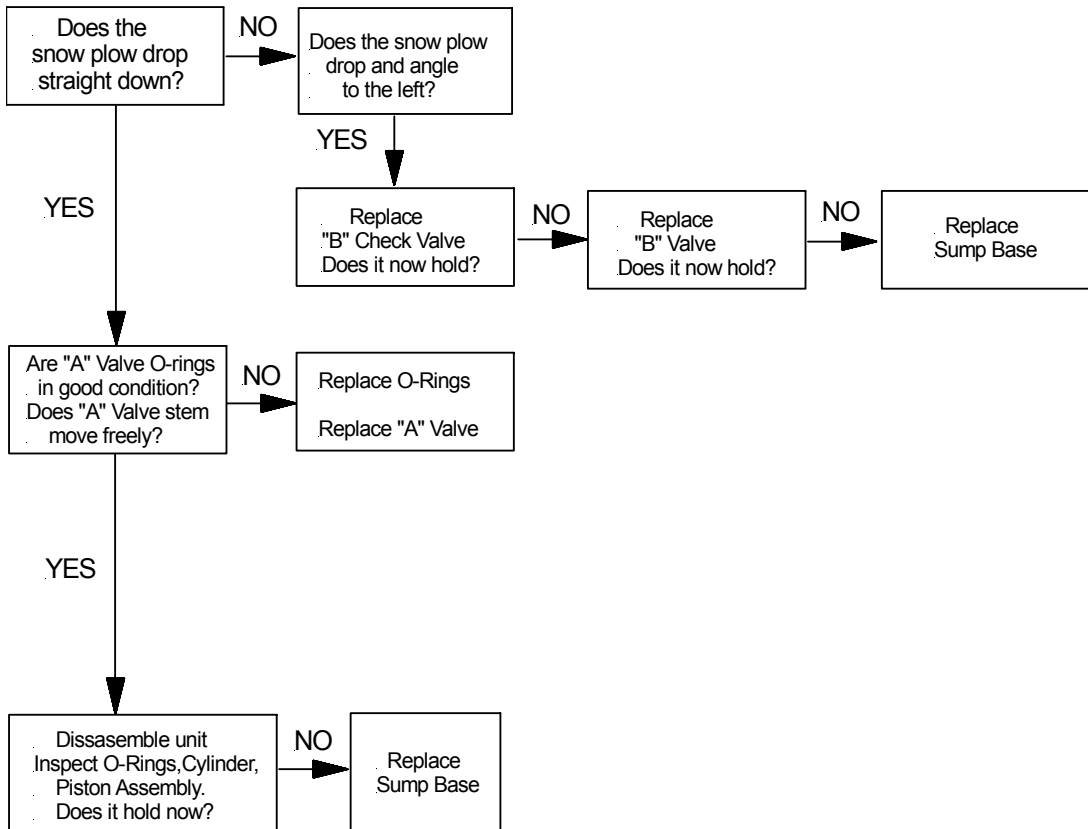 Does the
snow plow drop
straight down?
NO
Does the snow plow
drop and angle
to the left?
YES
YES
Replace
"B" Check Valve
Does it now hold?
NO
Replace
"B" Valve
Does it now hold?
NO
Replace
Sump Base
Are "A" Valve O-rings
in good condition?
Does "A" Valve stem
move freely?
NO
Replace O-Rings
Replace "A" Valve
YES
Dissasemble unit
Inspect O-Rings,Cylinder,
Piston Assembly.
Does it hold now?
NO
Replace
Sump Base